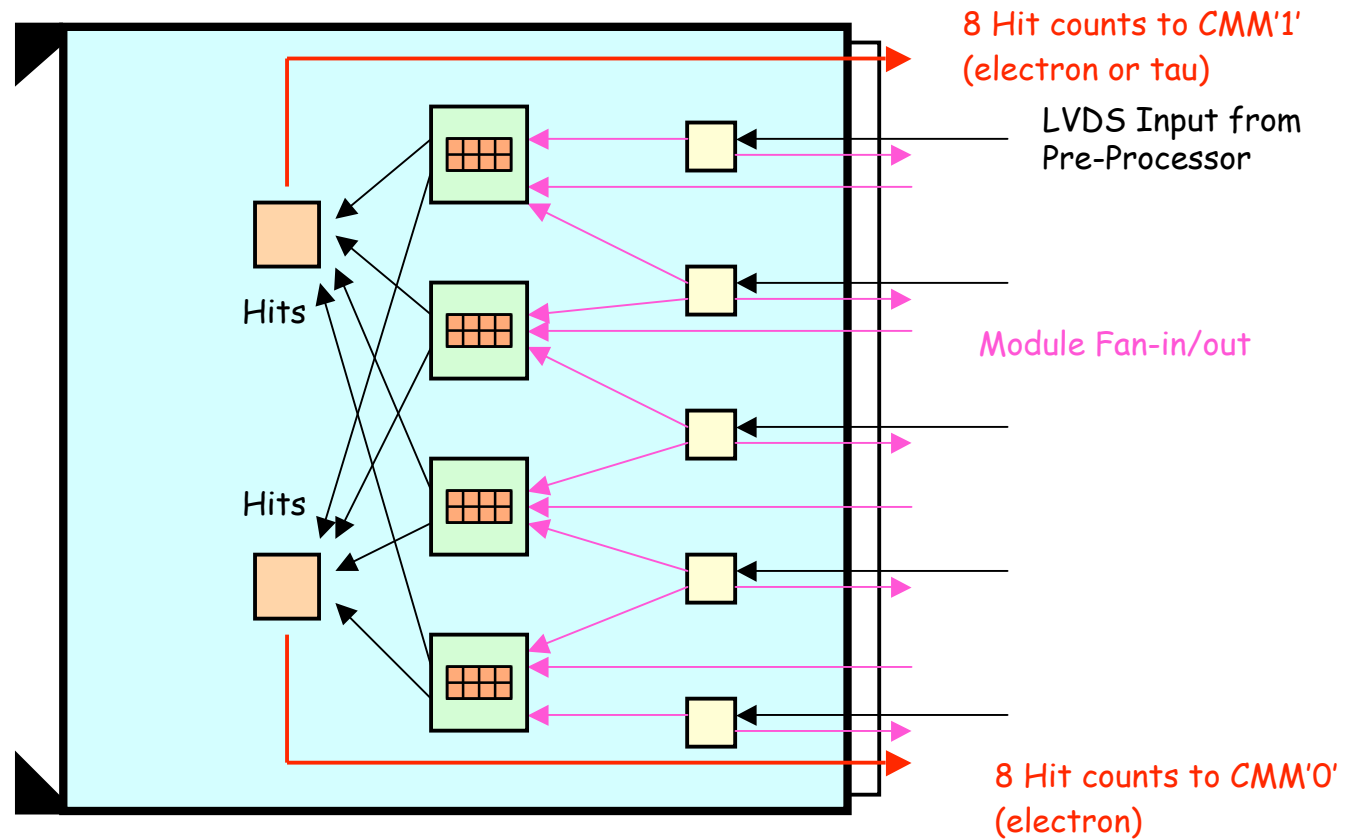 8 Hit counts to CMM'1'
(electron or tau)
LVDS Input from
Pre-Processor
Hits
Module Fan-in/out
Hits
8 Hit counts to CMM'0'
(electron)